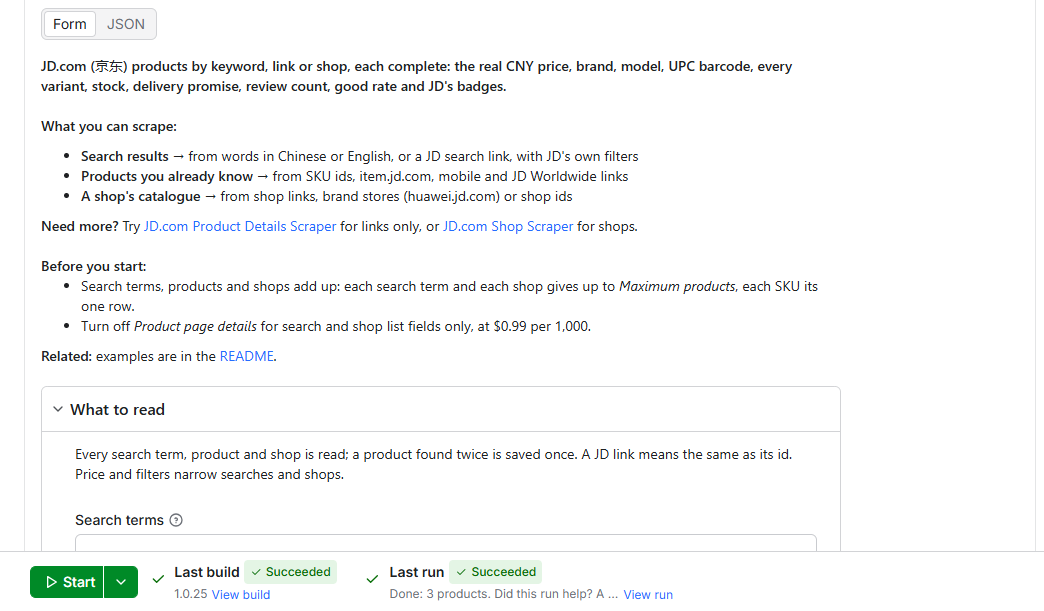 Form JSON
JD.com (京东) products by keyword, link or shop, each complete: the real CNY price, brand, model, UPC barcode, every
variant, stock, delivery promise, review count, good rate and JD's badges.
What you can scrape:
• Search results → from words in Chinese or English, or a JD search link, with JD's own filters
• Products you already know → from SKU ids, item.jd.com, mobile and JD Worldwide links
• A shop's catalogue → from shop links, brand stores (huawei.jd.com) or shop ids
Need more? Try JD.com Product Details Scraper for links only, or JD.com Shop Scraper for shops.
Before you start:
• Search terms, products and shops add up: each search term and each shop gives up to Maximum products, each SKU its
one row.
• Turn off Product page details for search and shop list fields only, at $0.99 per 1,000.
Related: examples are in the README.
What to read
Every search term, product and shop is read; a product found twice is saved once. A JD link means the same as its id.
Price and filters narrow searches and shops.
Search terms
Start
Last build Succeeded
1.0.25 View build
Last run Succeeded
Done: 3 products. Did this run help? A ... View run